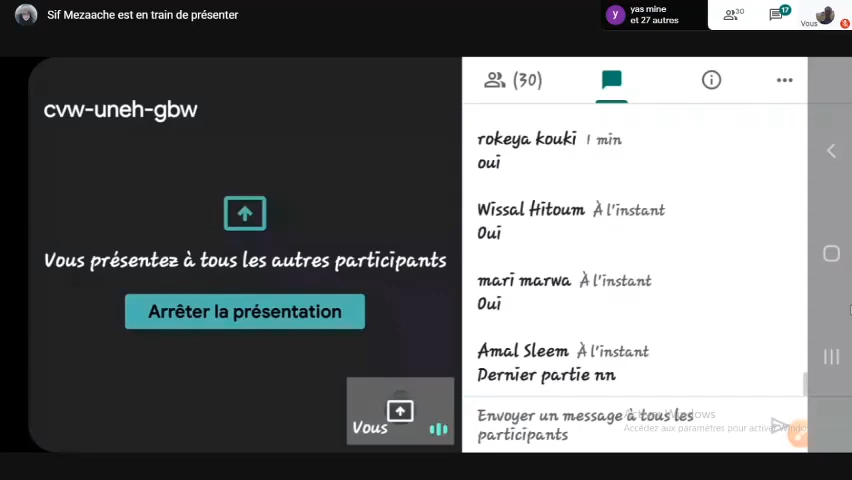 Sif Mezaache est en train de présenter
yas mine
et 27 autres
30
17
Vous
cvw-uneh-gbw
Vous présentez à tous les autres participants
Arrêter la présentation
Vous
(30)
rokeya kouki 1 min
oui
Wissal Hitoum À l'instant
Oui
mari marwa À l'instant
Oui
Amal Sleem À l'instant
Dernier partie nn
Envoyer un message à tous les
participants
Activer Windows
Accédez aux paramètres pour activer Windows